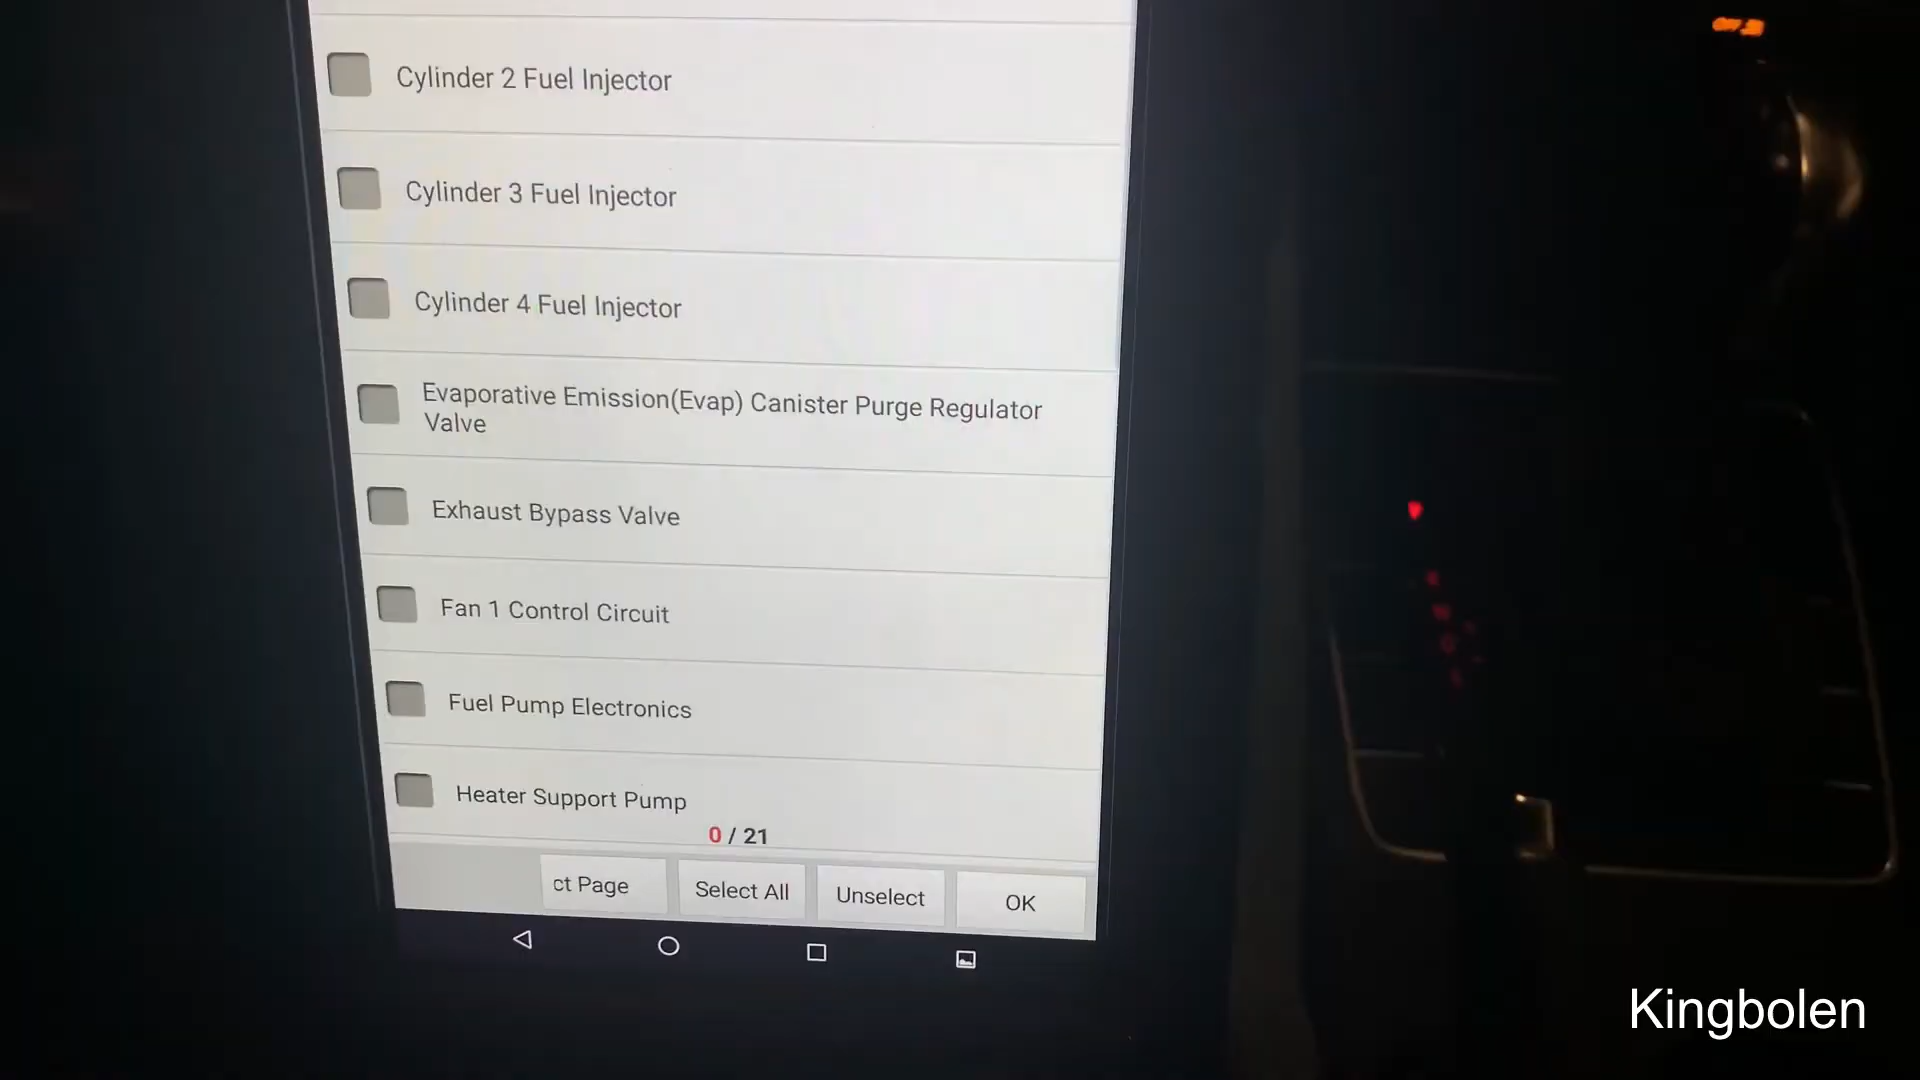 Cylinder 2 Fuel Injector
Cylinder 3 Fuel Injector
Cylinder 4 Fuel Injector
Evaporative Emission(Evap) Canister Purge Regulator
Valve
Exhaust Bypass Valve
Fan 1 Control Circuit
Fuel Pump Electronics
Heater Support Pump
0 / 21
ct Page
Select All
Unselect
OK
Kingbolen